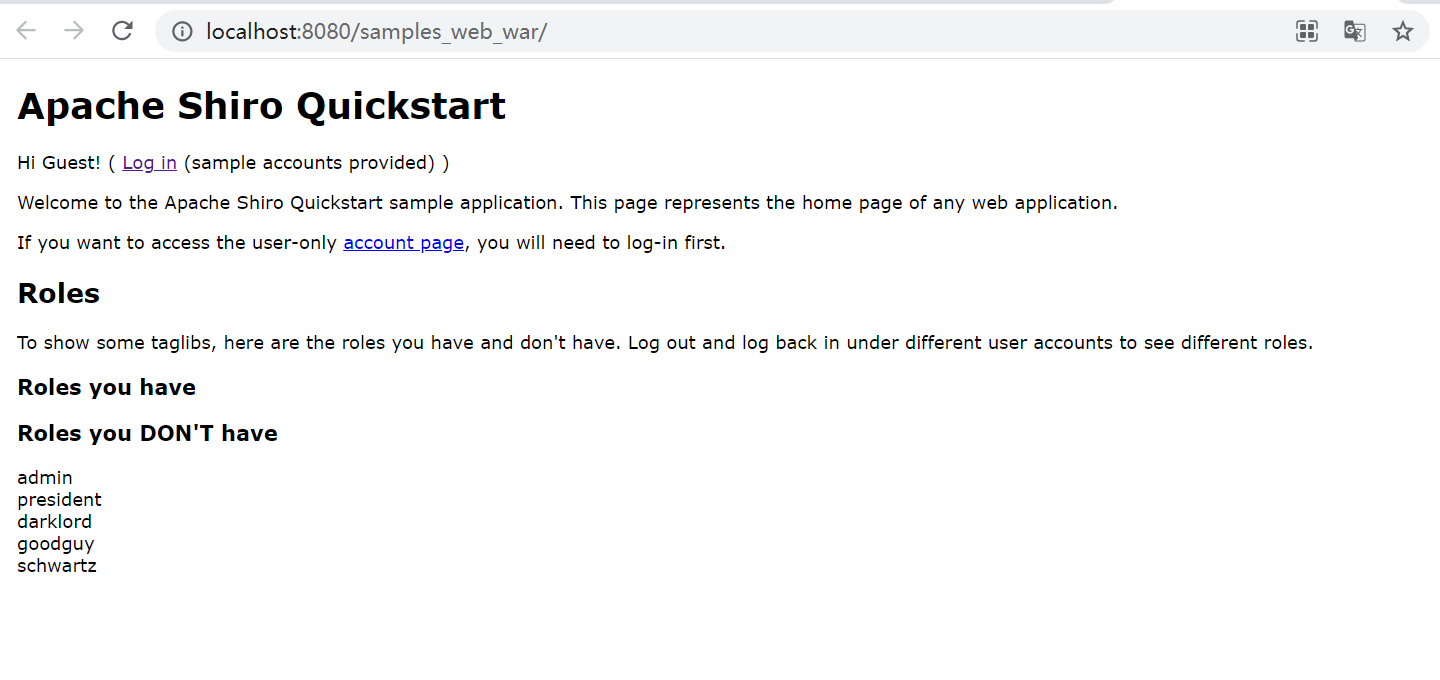 localhost:8080/samples_web_war/
Apache Shiro Quickstart
Hi Guest! ( Log in (sample accounts provided) )
Welcome to the Apache Shiro Quickstart sample application. This page represents the home page of any web application.
If you want to access the user-only account page, you will need to log-in first.
Roles
To show some taglibs, here are the roles you have and don't have. Log out and log back in under different user accounts to see different roles.
Roles you have
Roles you DON'T have
admin
president
darklord
goodguy
schwartz